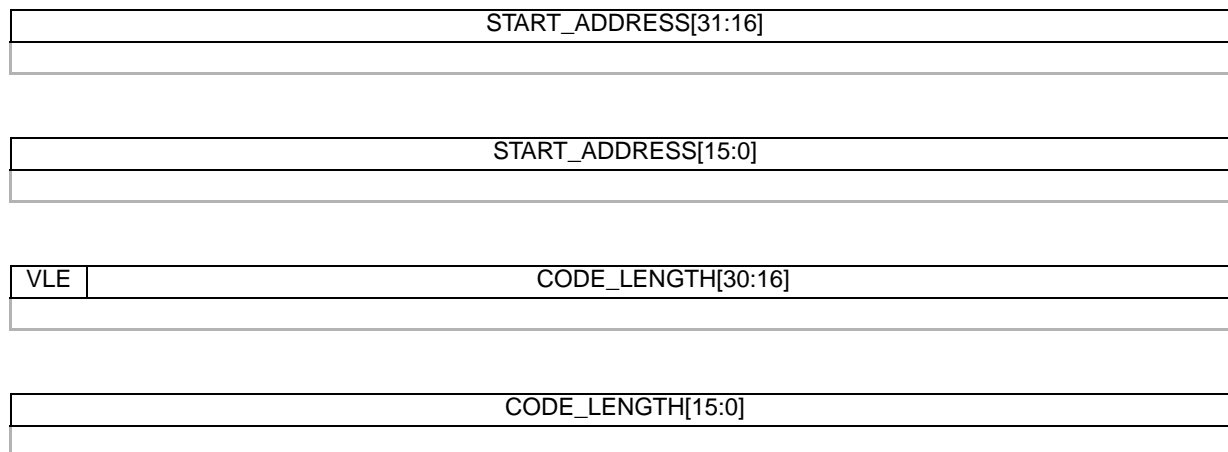 START_ADDRESS[31:16]
START_ADDRESS[15:0]
VLE CODE_LENGTH[30:16]
CODE_LENGTH[15:0]